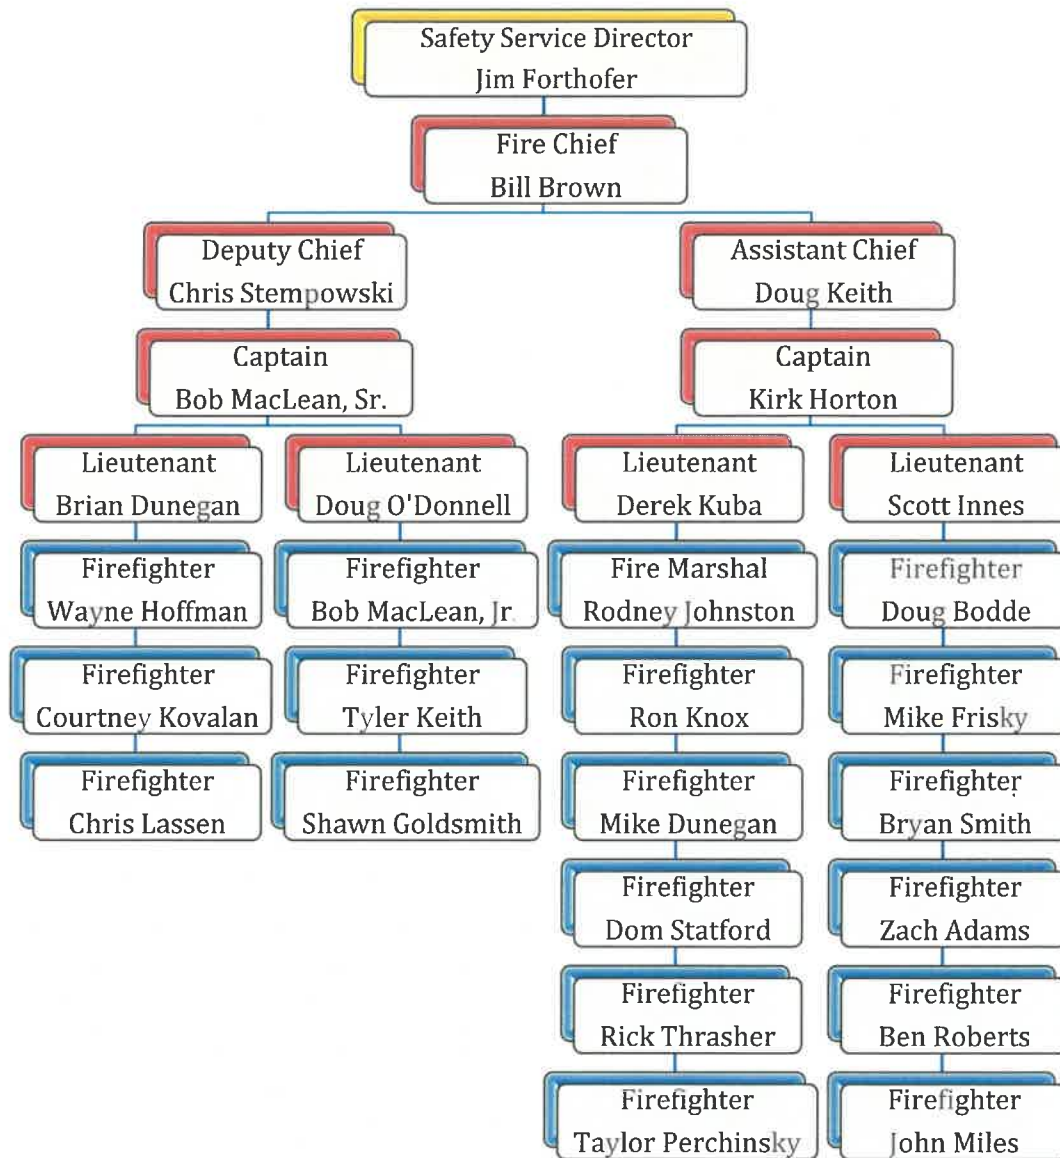 Safety Service Director
Jim Forthofer
Fire Chief
Bill Brown
Deputy Chief
Chris Stempowski
Assistant Chief
Doug Keith
Captain
Bob MacLean, Sr.
Captain
Kirk Horton
Lieutenant
Brian Dunegan
Lieutenant
Doug O'Donnell
Lieutenant
Derek Kuba
Lieutenant
Scott Innes
Firefighter
Wayne Hoffman
Firefighter
Bob MacLean, Jr.
Fire Marshal
Rodney Johnston
Firefighter
Doug Bodde
Firefighter
Courtney Kovalan
Firefighter
Tyler Keith
Firefighter
Ron Knox
Firefighter
Mike Frisky
Firefighter
Chris Lassen
Firefighter
Shawn Goldsmith
Firefighter
Mike Dunegan
Firefighter
Bryan Smith
Firefighter
Dom Statford
Firefighter
Zach Adams
Firefighter
Rick Thrasher
Firefighter
Ben Roberts
Firefighter
Taylor Perchinsky
Firefighter
John Miles